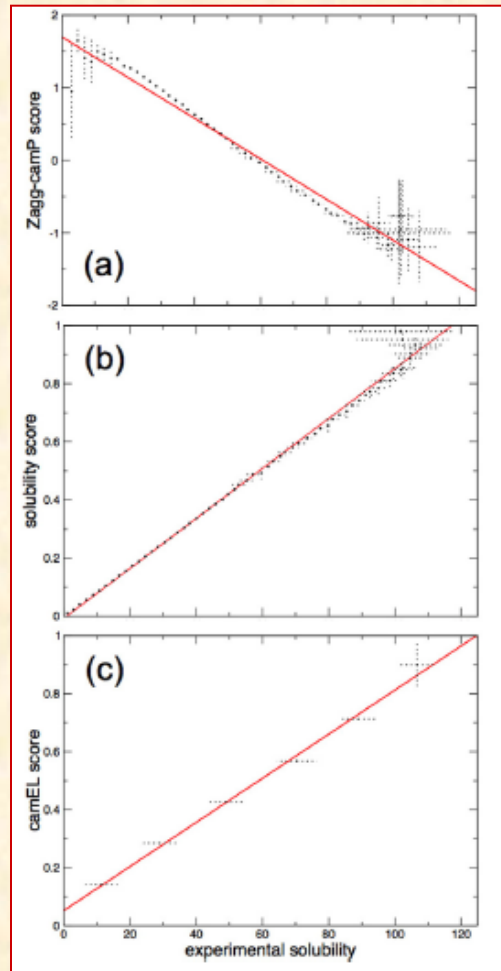 2
1
0
-1
-2
Zagg-camP score
(a)
1
0.8
0.6
0.4
0.2
0
solubility score
(b)
1
0.8
0.6
0.4
0.2
0
camEL score
(c)
0 20 40 60 80 100 120
experimental solubility